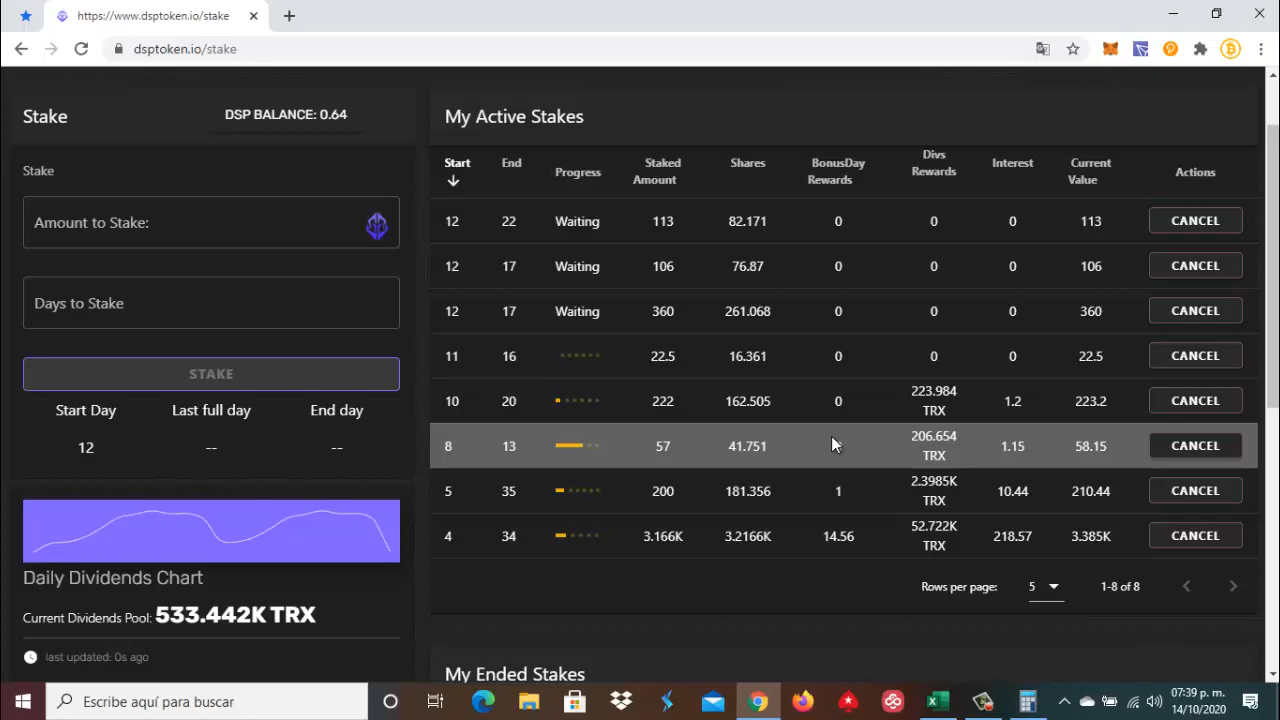 https://www.dsptoken.io/stake
dsptoken.io/stake
Stake
DSP BALANCE: 0.64
Stake
Amount to Stake:
Days to Stake
STAKE
Start Day Last full day End day
12 -- --
Daily Dividends Chart
Current Dividends Pool: 533.442K TRX
last updated: 0s ago
My Active Stakes
Start End Progress Staked Amount Shares BonusDay Rewards Divs Rewards Interest Current Value Actions
12 22 Waiting 113 82.171 0 0 0 113 CANCEL
12 17 Waiting 106 76.87 0 0 0 106 CANCEL
12 17 Waiting 360 261.068 0 0 0 360 CANCEL
11 16 22.5 16.361 0 0 0 22.5 CANCEL
10 20 222 162.505 0 223.984 TRX 1.2 223.2 CANCEL
8 13 57 41.751 206.654 TRX 1.15 58.15 CANCEL
5 35 200 181.356 1 2.3985K TRX 10.44 210.44 CANCEL
4 34 3.166K 3.2166K 14.56 52.722K TRX 218.57 3.385K CANCEL
Rows per page: 5 1-8 of 8
My Ended Stakes
Escribe aquí para buscar
07:39 p. m.
14/10/2020